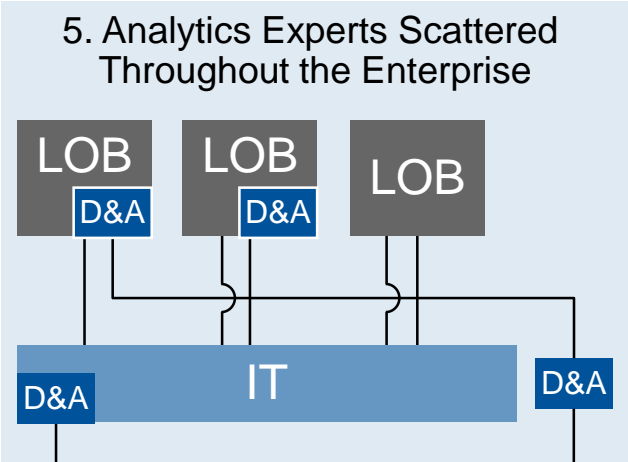 5. Analytics Experts Scattered
Throughout the Enterprise
LOB
LOB
LOB
D&A
D&A
IT
D&A
D&A